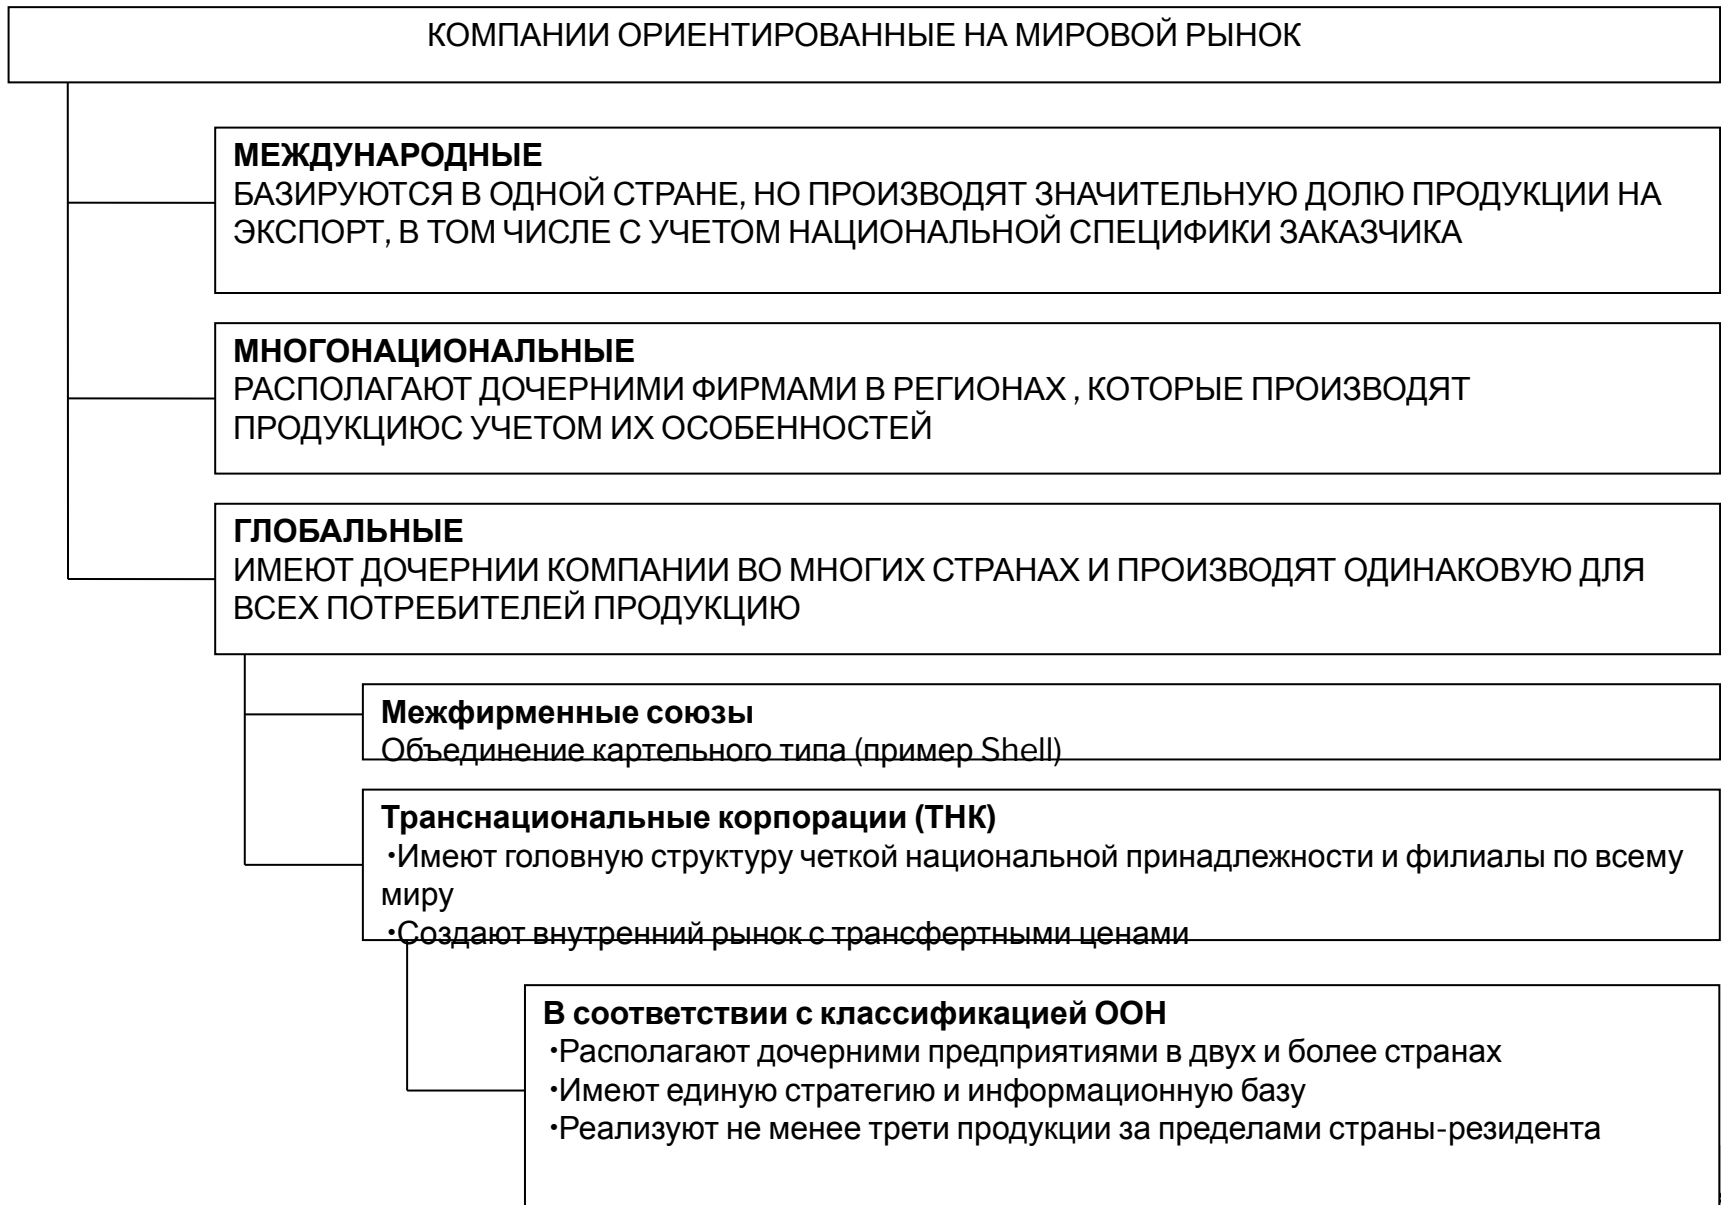 КОМПАНИИ ОРИЕНТИРОВАННЫЕ НА МИРОВОЙ РЫНОК
МЕЖДУНАРОДНЫЕ
БАЗИРУЮТСЯ В ОДНОЙ СТРАНЕ, НО ПРОИЗВОДЯТ ЗНАЧИТЕЛЬНУЮ ДОЛЮ ПРОДУКЦИИ НА
ЭКСПОРТ, В ТОМ ЧИСЛЕ С УЧЕТОМ НАЦИОНАЛЬНОЙ СПЕЦИФИКИ ЗАКАЗЧИКА
МНОГОНАЦИОНАЛЬНЫЕ
РАСПОЛАГАЮТ ДОЧЕРНИМИ ФИРМАМИ В РЕГИОНАХ , КОТОРЫЕ ПРОИЗВОДЯТ
ПРОДУКЦИЮС УЧЕТОМ ИХ ОСОБЕННОСТЕЙ
ГЛОБАЛЬНЫЕ
ИМЕЮТ ДОЧЕРНИИ КОМПАНИИ ВО МНОГИХ СТРАНАХ И ПРОИЗВОДЯТ ОДИНАКОВУЮ ДЛЯ
ВСЕХ ПОТРЕБИТЕЛЕЙ ПРОДУКЦИЮ
Межфирменные союзы
Объединение картельного типа (пример Shell)
Транснациональные корпорации (ТНК)
•Имеют головную структуру четкой национальной принадлежности и филиалы по всему
миру
•Создают внутренний рынок с трансфертными ценами
В соответствии с классификацией ООН
•Располагают дочерними предприятиями в двух и более странах
•Имеют единую стратегию и информационную базу
•Реализуют не менее трети продукции за пределами страны-резидента